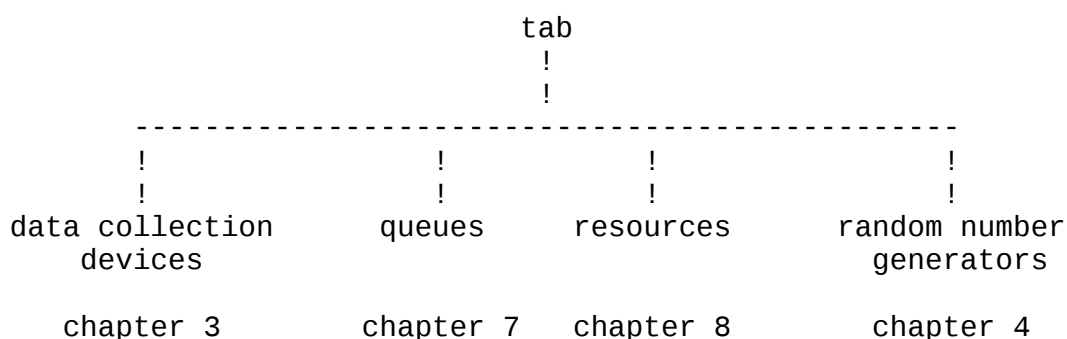 tab
!
!
-----------------------------------------------
! ! ! !
! ! ! !
data collection queues resources random number
devices generators
chapter 3 chapter 7 chapter 8 chapter 4